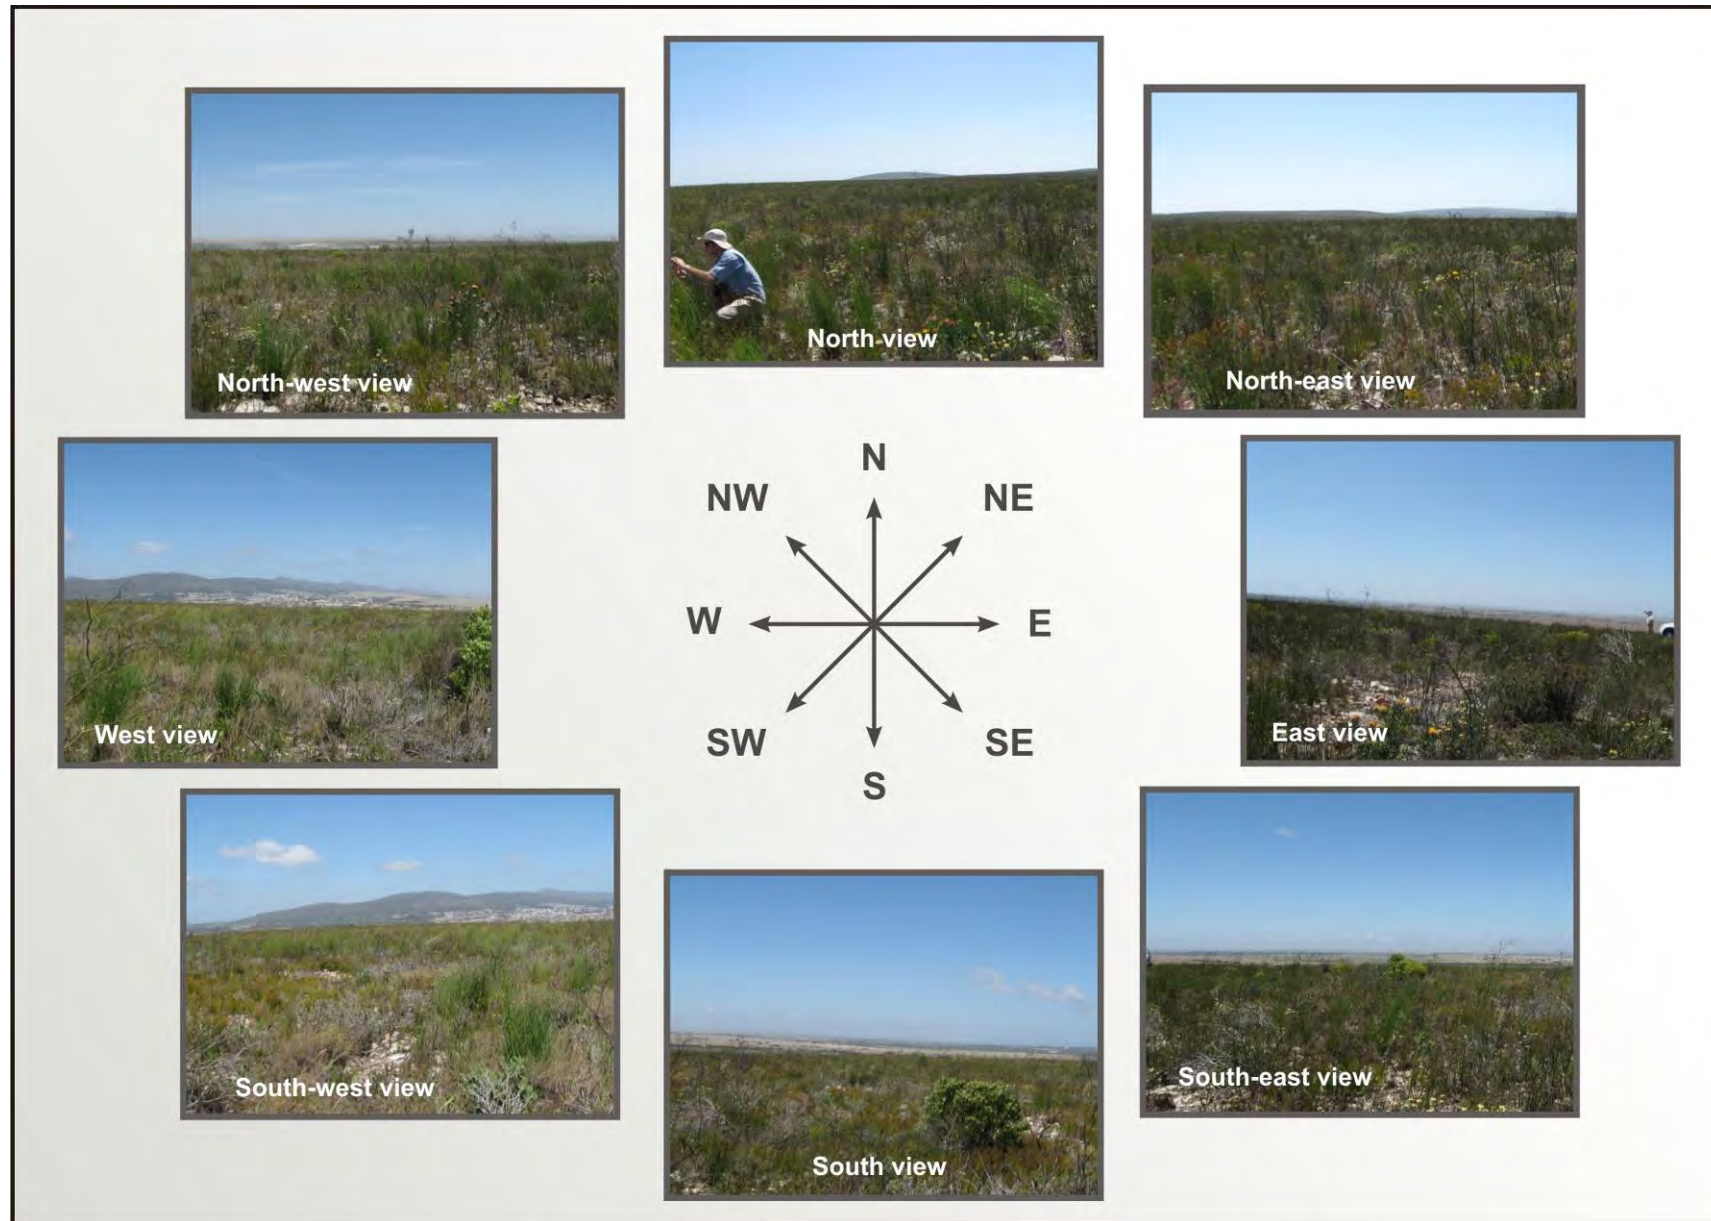 North-west view
North view
North-east view
West view
N
NW
NE
W
E
SW
SE
S
East view
South-west view
South view
South-east view